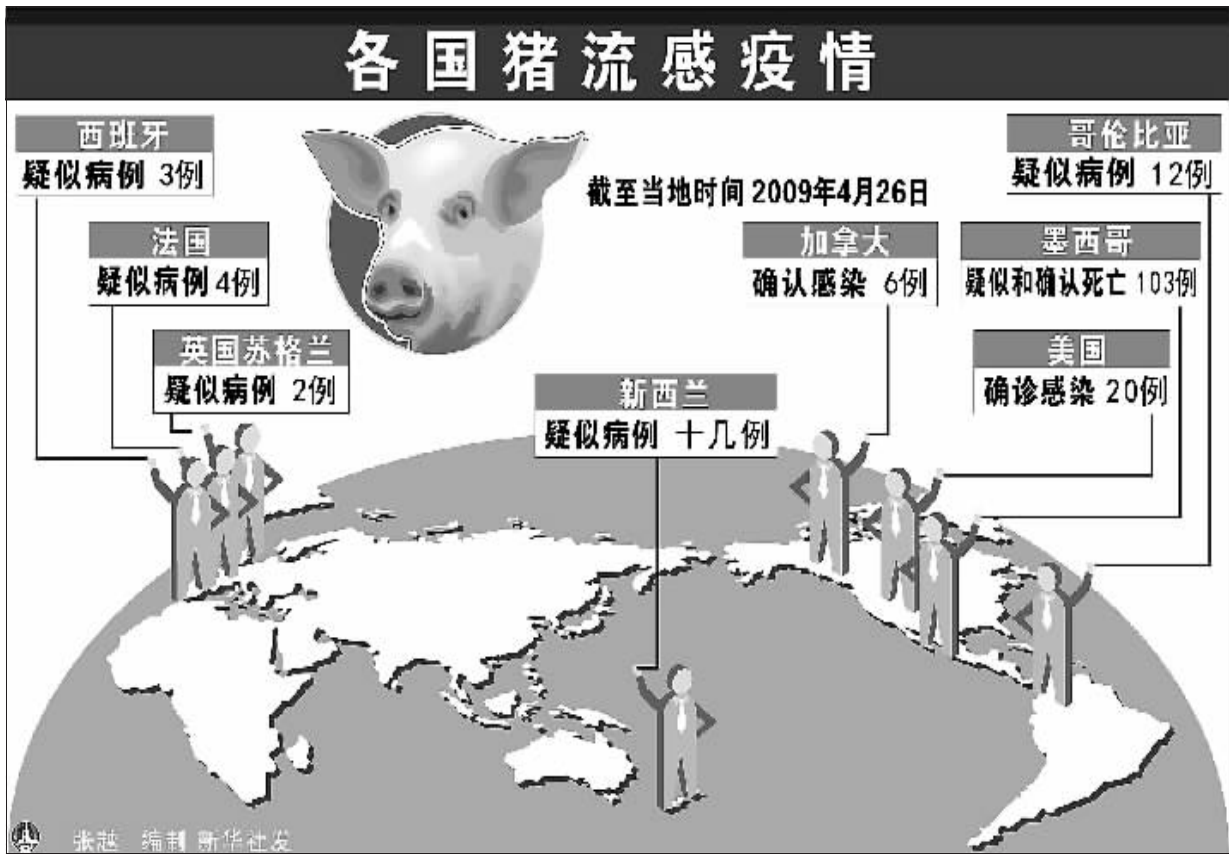 各国猪流感疫情
西班牙
疑似病例 3例
法国
疑似病例 4例
英国苏格兰
疑似病例 2例
截至当地时间 2009年4月26日
新西兰
疑似病例 十几例
加拿大
确认感染 6例
哥伦比亚
疑似病例 12例
墨西哥
疑似和确认死亡 103例
美国
确诊感染 20例
张越 编制 新华社发